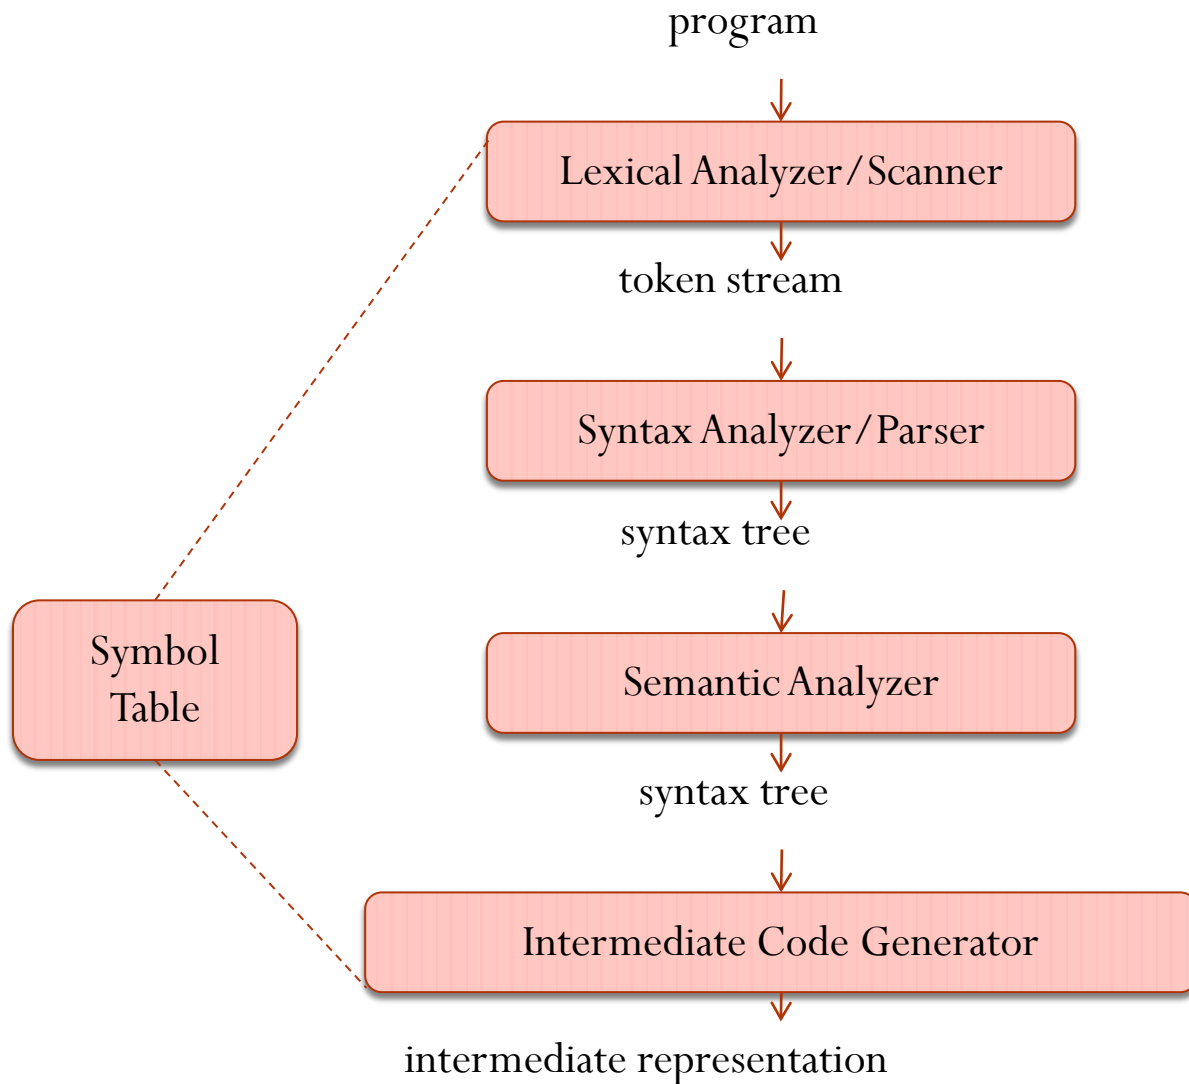 program
Lexical Analyzer/Scanner
token stream
Syntax Analyzer/Parser
syntax tree
Symbol
Table
Semantic Analyzer
syntax tree
Intermediate Code Generator
intermediate representation